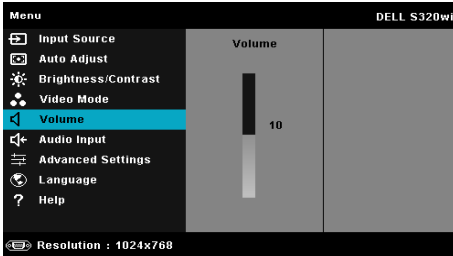 Menu
DELL S320wi
Input Source
Auto Adjust
Brightness/Contrast
Video Mode
Volume
Audio Input
Advanced Settings
Language
? Help
Volume
10
Resolution : 1024x768